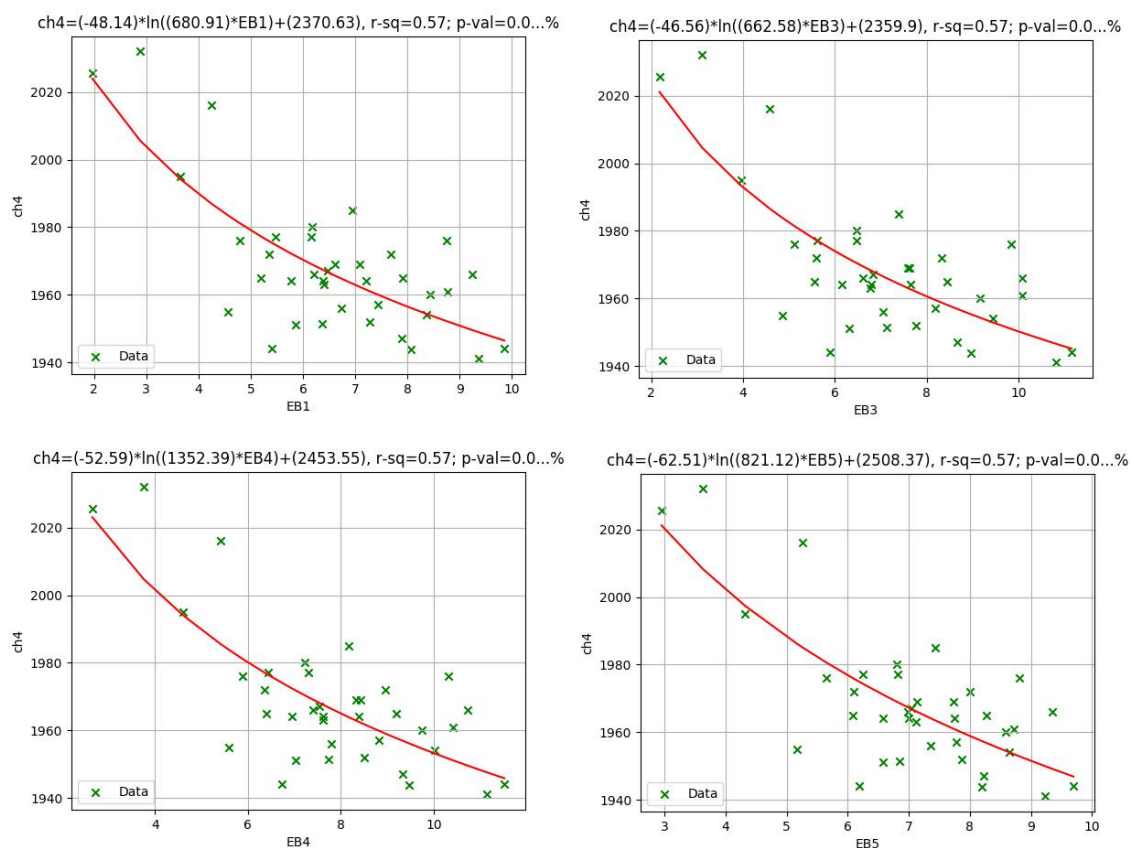 ch4=(-48.14)*ln((680.91)*EB1)+(2370.63), r-sq=0.57; p-val=0.0...%
2020
2000
1980
1960
1940
ch4
Data
2 3 4 5 6 7 8 9 10
EB1
ch4=(-46.56)*ln((662.58)*EB3)+(2359.9), r-sq=0.57; p-val=0.0...%
2020
2000
1980
1960
1940
ch4
Data
2 4 6 8 10
EB3
ch4=(-52.59)*ln((1352.39)*EB4)+(2453.55), r-sq=0.57; p-val=0.0...%
2020
2000
1980
1960
1940
ch4
Data
4 6 8 10
EB4
ch4=(-62.51)*ln((821.12)*EB5)+(2508.37), r-sq=0.57; p-val=0.0...%
2020
2000
1980
1960
1940
ch4
Data
3 4 5 6 7 8 9 10
EB5